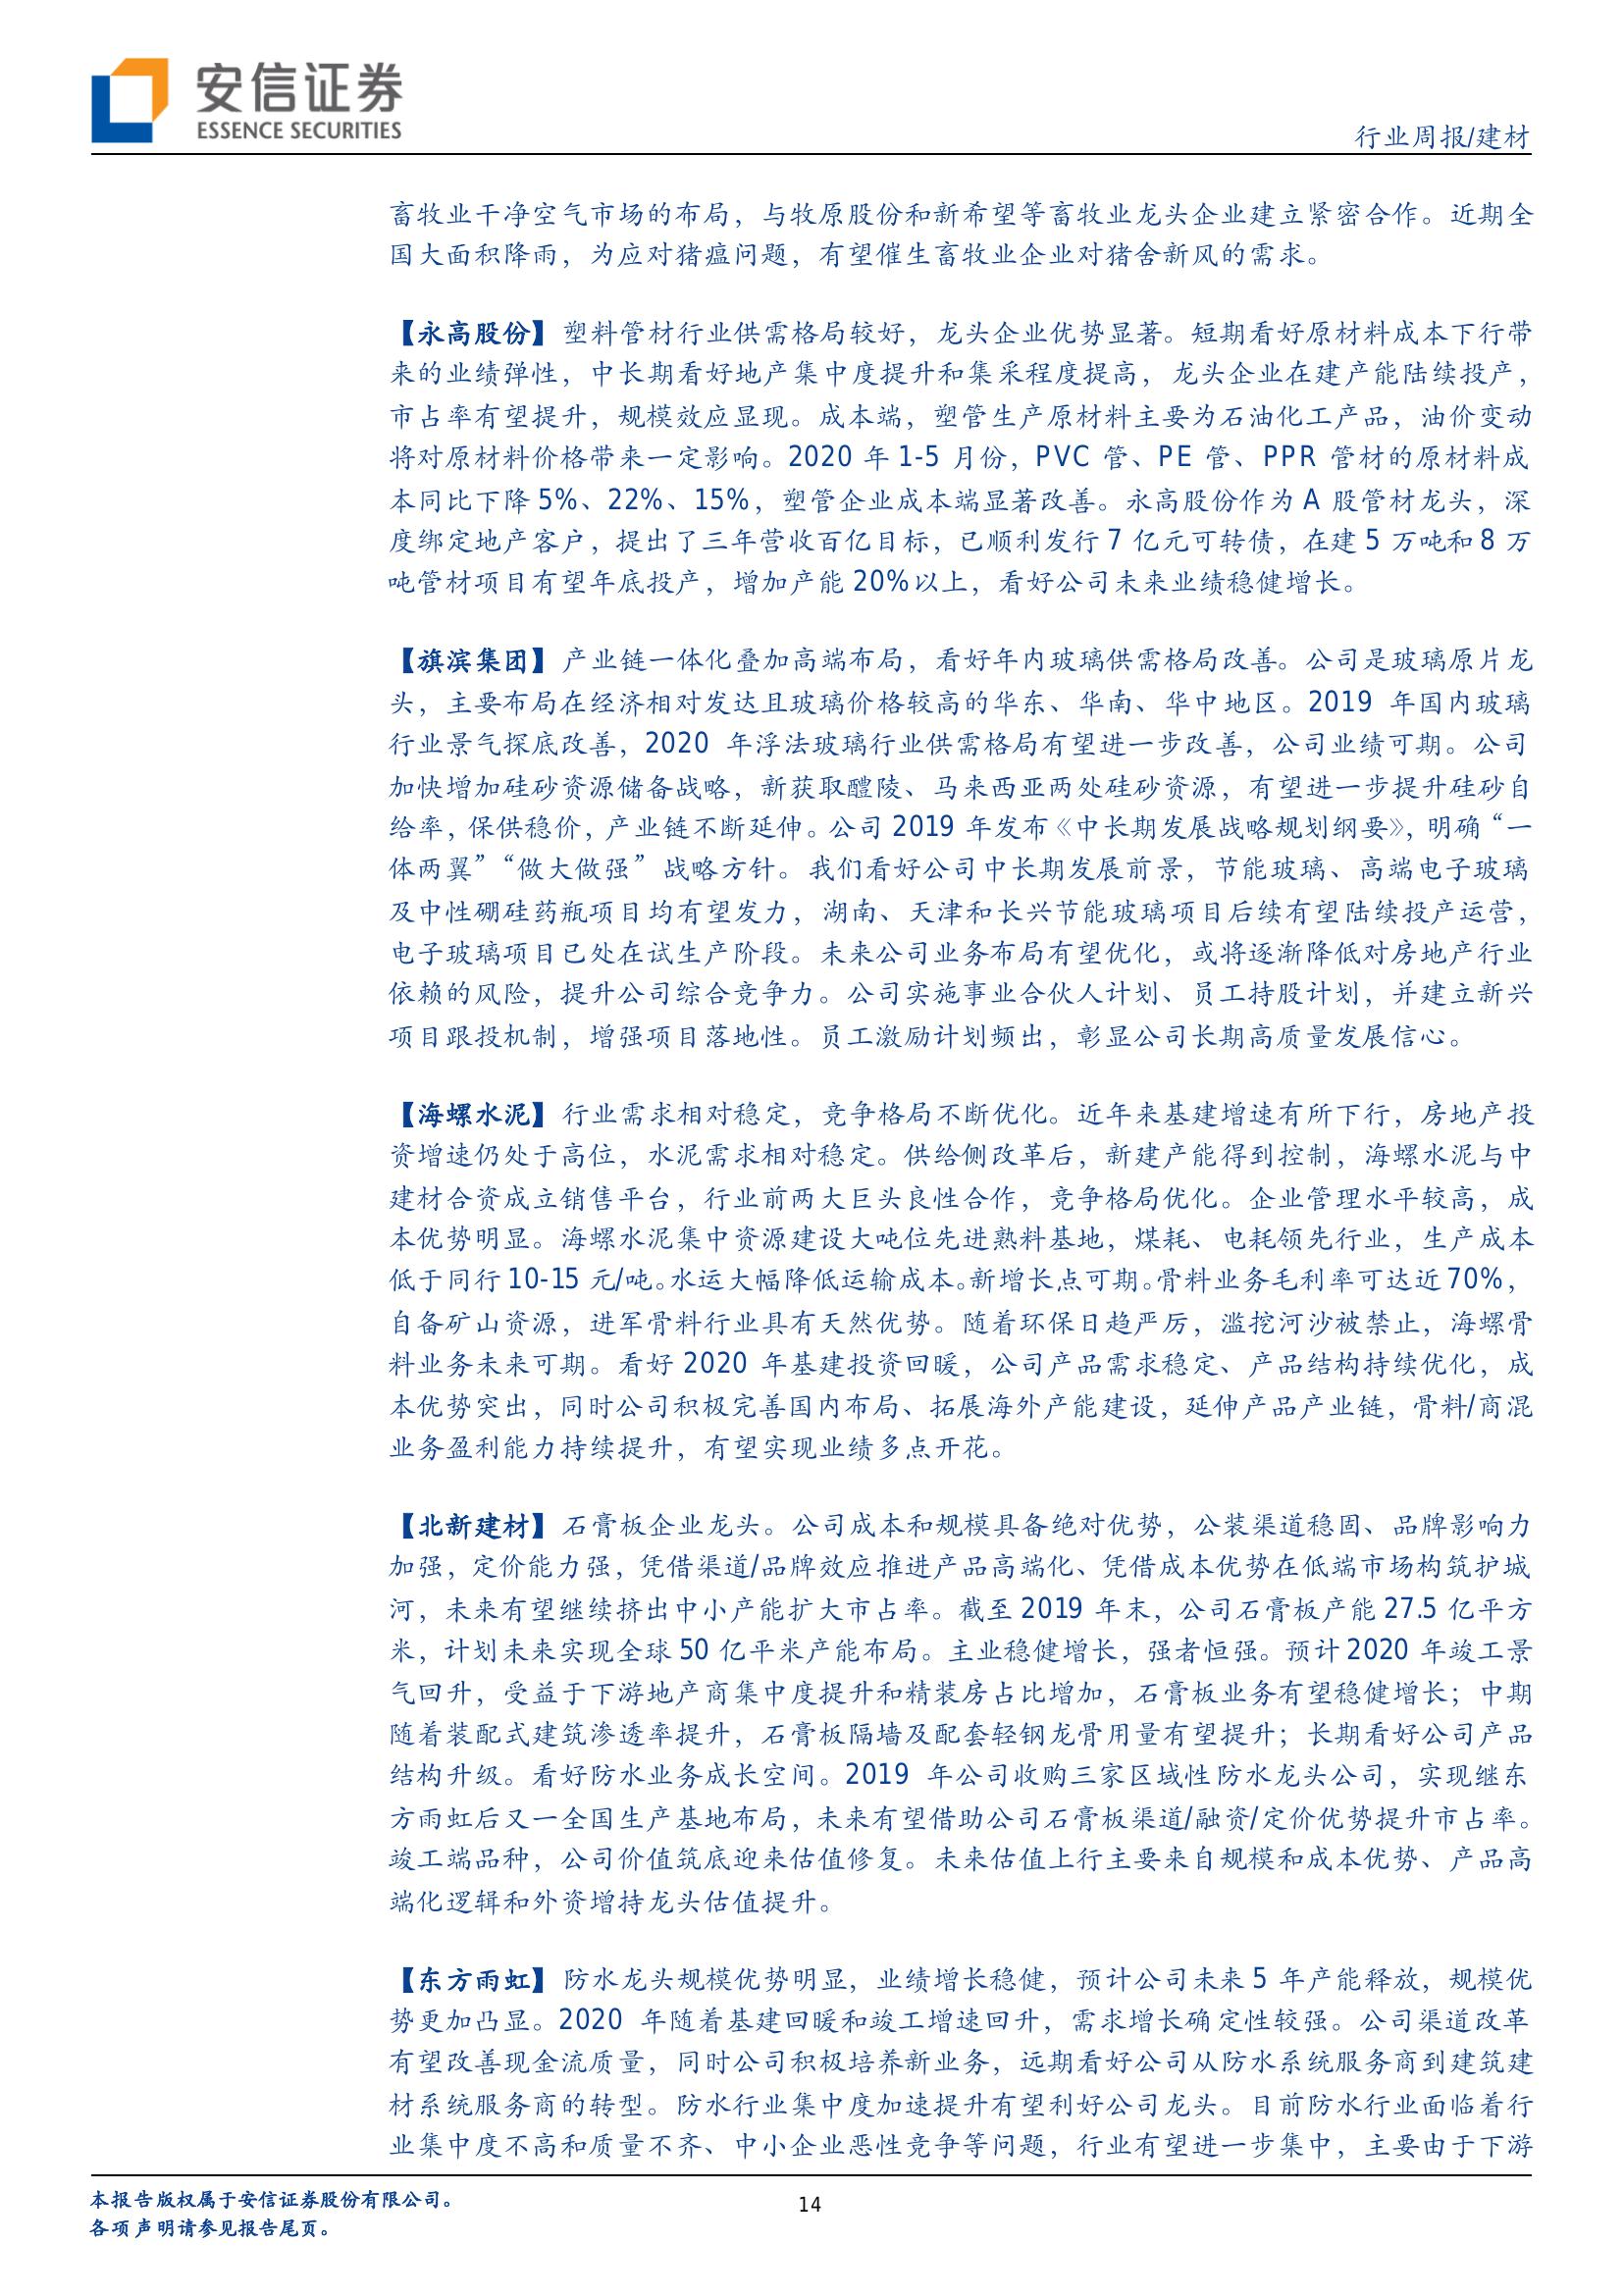 安信证券
ESSENCE SECURITIES
行业周报/建材
畜牧业干净空气市场的布局，与牧原股份和新希望等畜牧业龙头企业建立紧密合作。近期全
国大面积降雨，为应对猪瘟问题，有望催生畜牧业企业对猪舍新风的需求。
【永高股份】塑料管材行业供需格局较好，龙头企业优势显著。短期看好原材料成本下行带
来的业绩弹性，中长期看好地产集中度提升和集采程度提高，龙头企业在建产能陆续投产，
市占率有望提升，规模效应显现。成本端，塑管生产原材料主要为石油化工产品，油价变动
将对原材料价格带来一定影响。2020 年 1-5 月份，PVC 管、PE 管、PPR 管材的原材料成
本同比下降 5%、22%、15%，塑管企业成本端显著改善。永高股份作为 A 股管材龙头，深
度绑定地产客户，提出了三年营收百亿目标，已顺利发行 7 亿元可转债，在建 5 万吨和 8 万
吨管材项目有望年底投产，增加产能 20%以上，看好公司未来业绩稳健增长。
【旗滨集团】产业链一体化叠加高端布局，看好年内玻璃供需格局改善。公司是玻璃原片龙
头，主要布局在经济相对发达且玻璃价格较高的华东、华南、华中地区。2019 年国内玻璃
行业景气探底改善，2020 年浮法玻璃行业供需格局有望进一步改善，公司业绩可期。公司
加快增加硅砂资源储备战略，新获取醴陵、马来西亚两处硅砂资源，有望进一步提升硅砂自
给率，保供稳价，产业链不断延伸。公司 2019 年发布《中长期发展战略规划纲要》，明确“一
体两翼”“做大做强”战略方针。我们看好公司中长期发展前景，节能玻璃、高端电子玻璃
及中性硼硅药瓶项目均有望发力，湖南、天津和长兴节能玻璃项目后续有望陆续投产运营，
电子玻璃项目已处在试生产阶段。未来公司业务布局有望优化，或将逐渐降低对房地产行业
依赖的风险，提升公司综合竞争力。公司实施事业合伙人计划、员工持股计划，并建立新兴
项目跟投机制，增强项目落地性。员工激励计划频出，彰显公司长期高质量发展信心。
【海螺水泥】行业需求相对稳定，竞争格局不断优化。近年来基建增速有所下行，房地产投
资增速仍处于高位，水泥需求相对稳定。供给侧改革后，新建产能得到控制，海螺水泥与中
建材合资成立销售平台，行业前两大巨头良性合作，竞争格局优化。企业管理水平较高，成
本优势明显。海螺水泥集中资源建设大吨位先进熟料基地，煤耗、电耗领先行业，生产成本
低于同行 10-15 元/吨。水运大幅降低运输成本。新增长点可期。骨料业务毛利率可达近 70%，
自备矿山资源，进军骨料行业具有天然优势。随着环保日趋严厉，滥挖河沙被禁止，海螺骨
料业务未来可期。看好 2020 年基建投资回暖，公司产品需求稳定、产品结构持续优化，成
本优势突出，同时公司积极完善国内布局、拓展海外产能建设，延伸产品产业链，骨料/商混
业务盈利能力持续提升，有望实现业绩多点开花。
【北新建材】石膏板企业龙头。公司成本和规模具备绝对优势，公装渠道稳固、品牌影响力
加强，定价能力强，凭借渠道/品牌效应推进产品高端化、凭借成本优势在低端市场构筑护城
河，未来有望继续挤出中小产能扩大市占率。截至 2019 年末，公司石膏板产能 27.5 亿平方
米，计划未来实现全球 50 亿平米产能布局。主业稳健增长，强者恒强。预计 2020 年竣工景
气回升，受益于下游地产商集中度提升和精装房占比增加，石膏板业务有望稳健增长；中期
随着装配式建筑渗透率提升，石膏板隔墙及配套轻钢龙骨用量有望提升；长期看好公司产品
结构升级。看好防水业务成长空间。2019 年公司收购三家区域性防水龙头公司，实现继东
方雨虹后又一全国生产基地布局，未来有望借助公司石膏板渠道/融资/定价优势提升市占率。
竣工端品种，公司价值筑底迎来估值修复。未来估值上行主要来自规模和成本优势、产品高
端化逻辑和外资增持龙头估值提升。
【东方雨虹】防水龙头规模优势明显，业绩增长稳健，预计公司未来 5 年产能释放，规模优
势更加凸显。2020 年随着基建回暖和竣工增速回升，需求增长确定性较强。公司渠道改革
有望改善现金流质量，同时公司积极培养新业务，远期看好公司从防水系统服务商到建筑建
材系统服务商的转型。防水行业集中度加速提升有望利好公司龙头。目前防水行业面临着行
业集中度不高和质量不齐、中小企业恶性竞争等问题，行业有望进一步集中，主要由于下游
本报告版权属于安信证券股份有限公司。
各项声明请参见报告尾页。
14